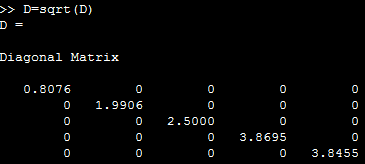 >> D=sqrt(D)
D =
Diagonal Matrix
0.8076 0 0 0 0
0 1.9906 0 0 0
0 0 2.5000 0 0
0 0 0 3.8695 0
0 0 0 0 3.8455